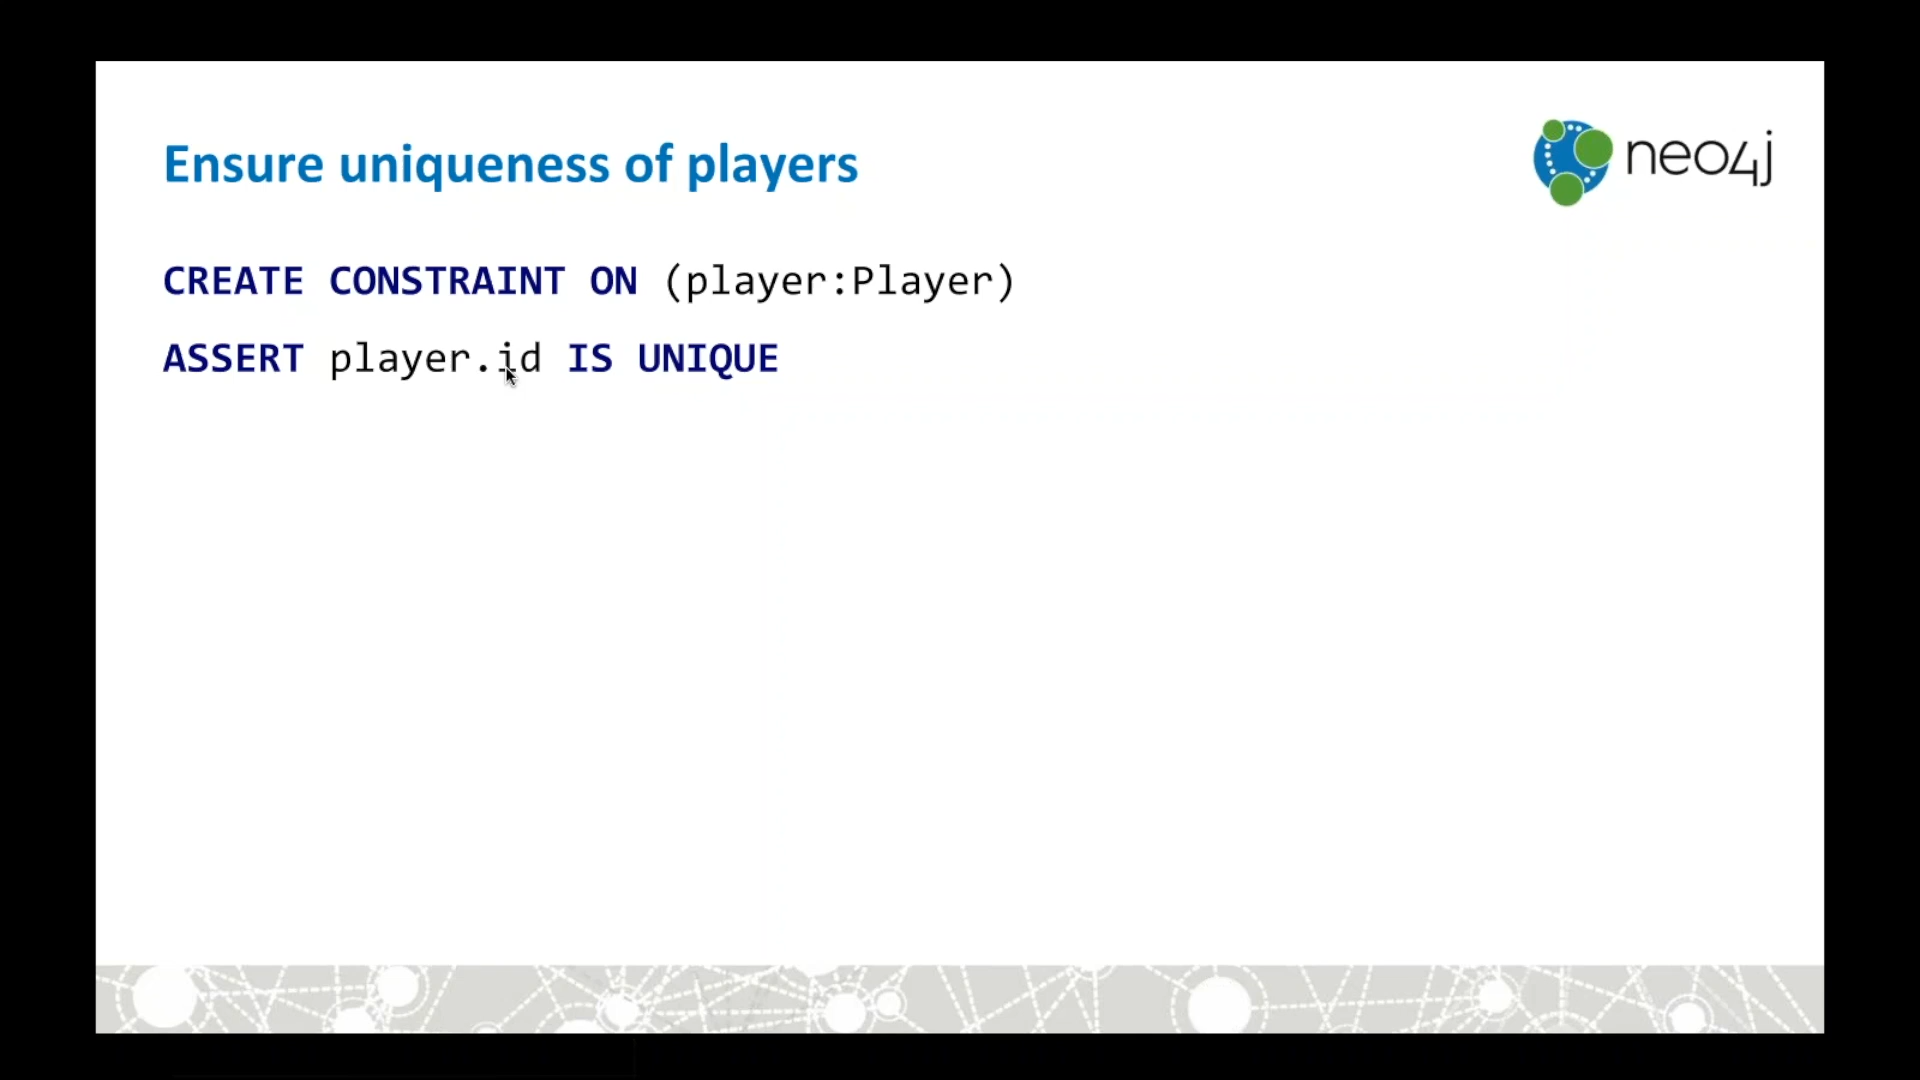 Ensure uniqueness of players
neo4j
CREATE CONSTRAINT ON (player:Player)
ASSERT player.id IS UNIQUE